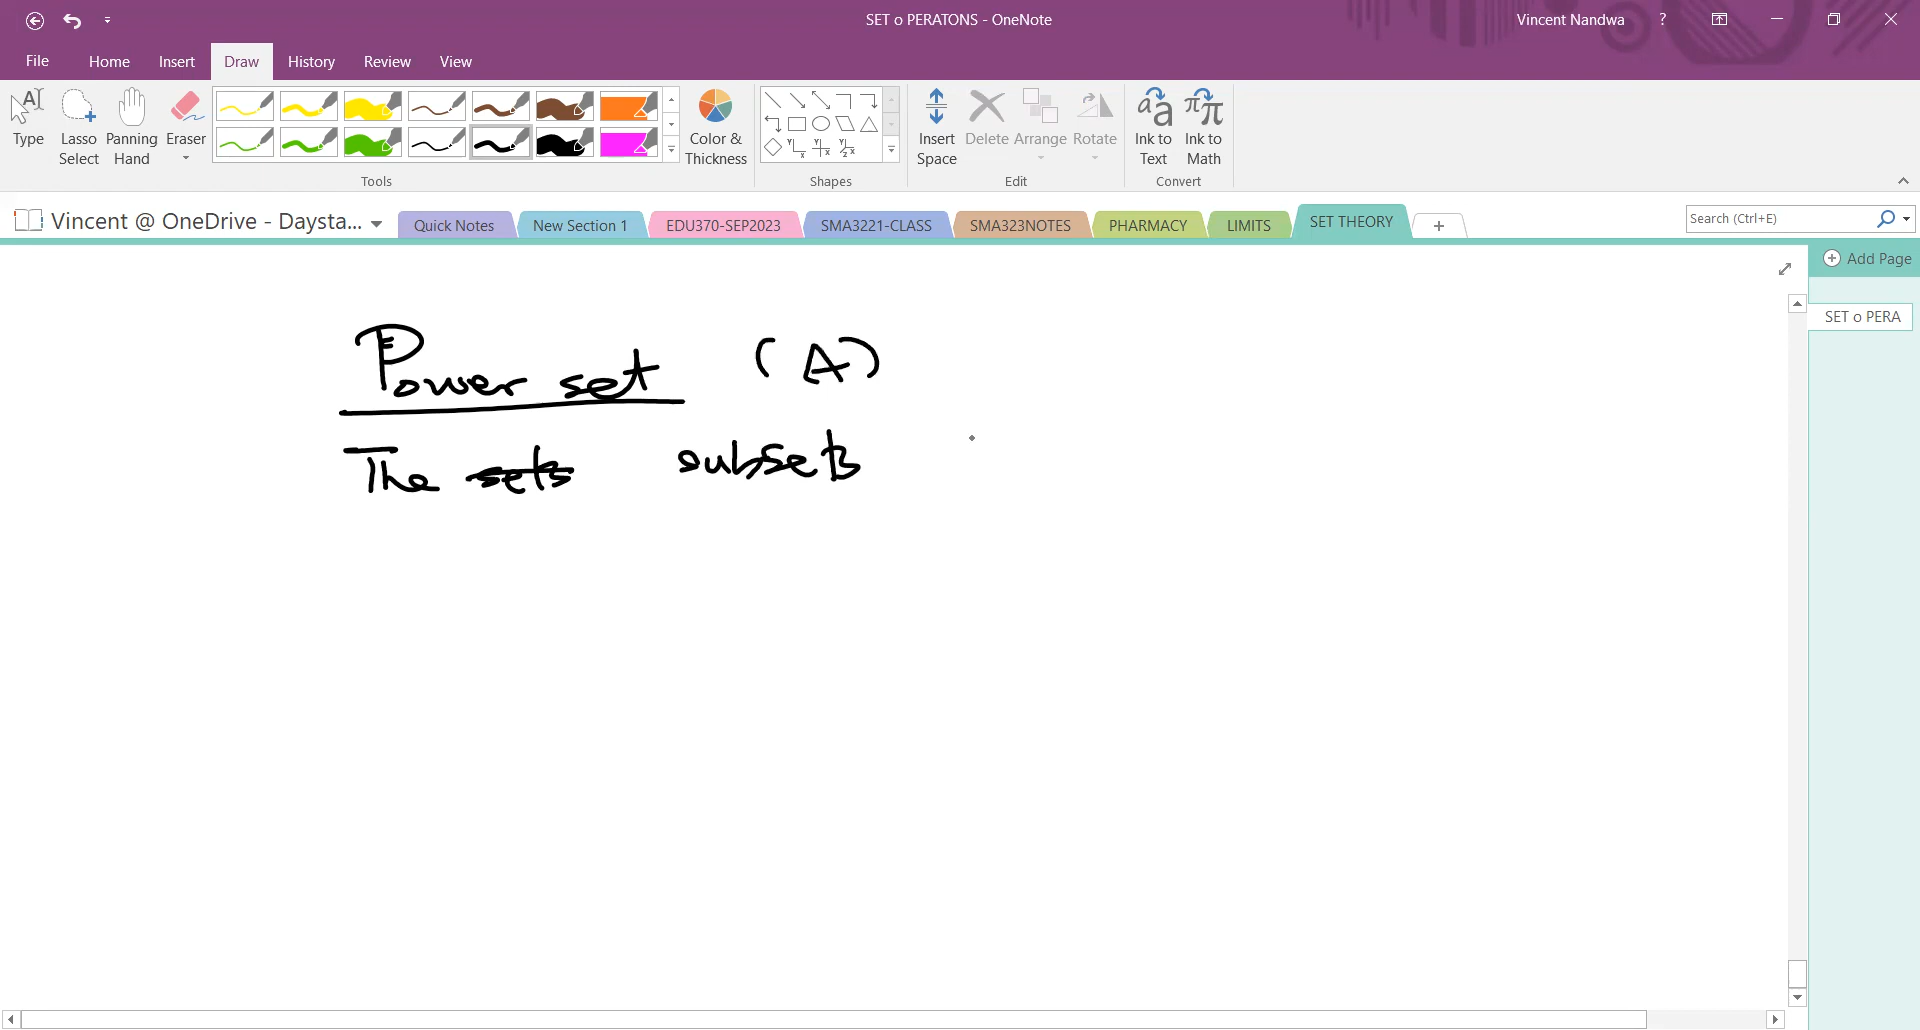 SET o PERATONS - OneNote
Vincent Nandwa
?
File Home Insert Draw History Review View
Type
Lasso Select
Panning Hand
Eraser
Color & Thickness
Insert Space
Delete
Arrange
Rotate
Ink to Text
Ink to Math
Tools
Shapes
Edit
Convert
Vincent @ OneDrive - Daysta...
Quick Notes
New Section 1
EDU370-SEP2023
SMA3221-CLASS
SMA323NOTES
PHARMACY
LIMITS
SET THEORY
Search (Ctrl+E)
Add Page
SET o PERA
Power set (A)
The sets subsets